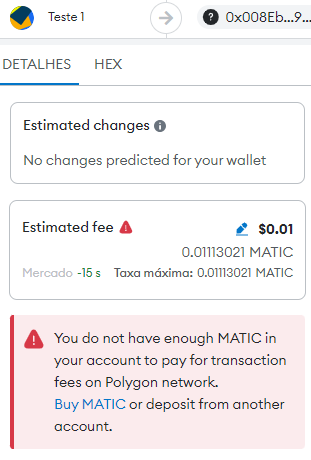 Teste 1
? 0x008Eb...9...
DETALHES HEX
Estimated changes
No changes predicted for your wallet
Estimated fee $0.01
0.01113021 MATIC
Mercado -15 s Taxa máxima: 0.01113021 MATIC
You do not have enough MATIC in
your account to pay for transaction
fees on Polygon network.
Buy MATIC or deposit from another
account.